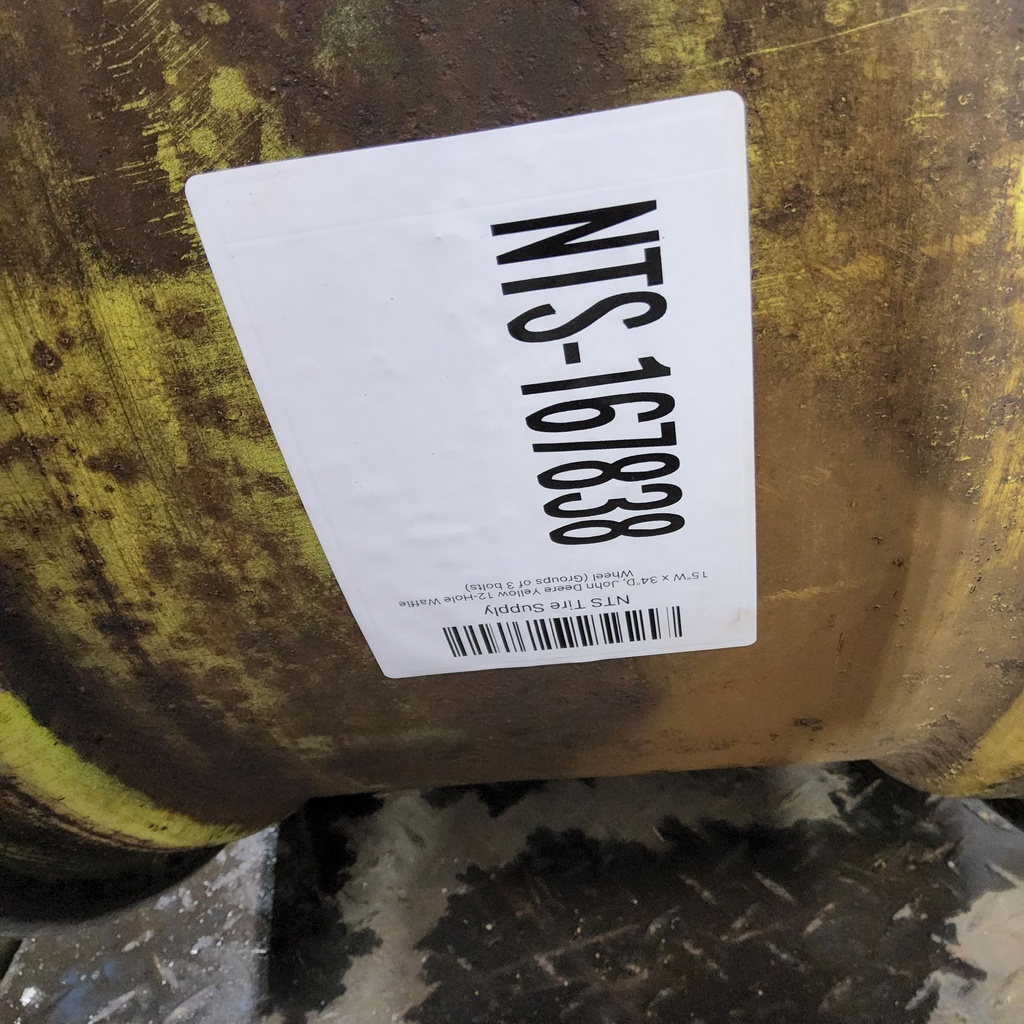 NTS Tire Supply
15"W x 34"D, John Deere Yellow 12-Hole Waffle
Wheel (Groups of 3 bolts)
NTS-167838